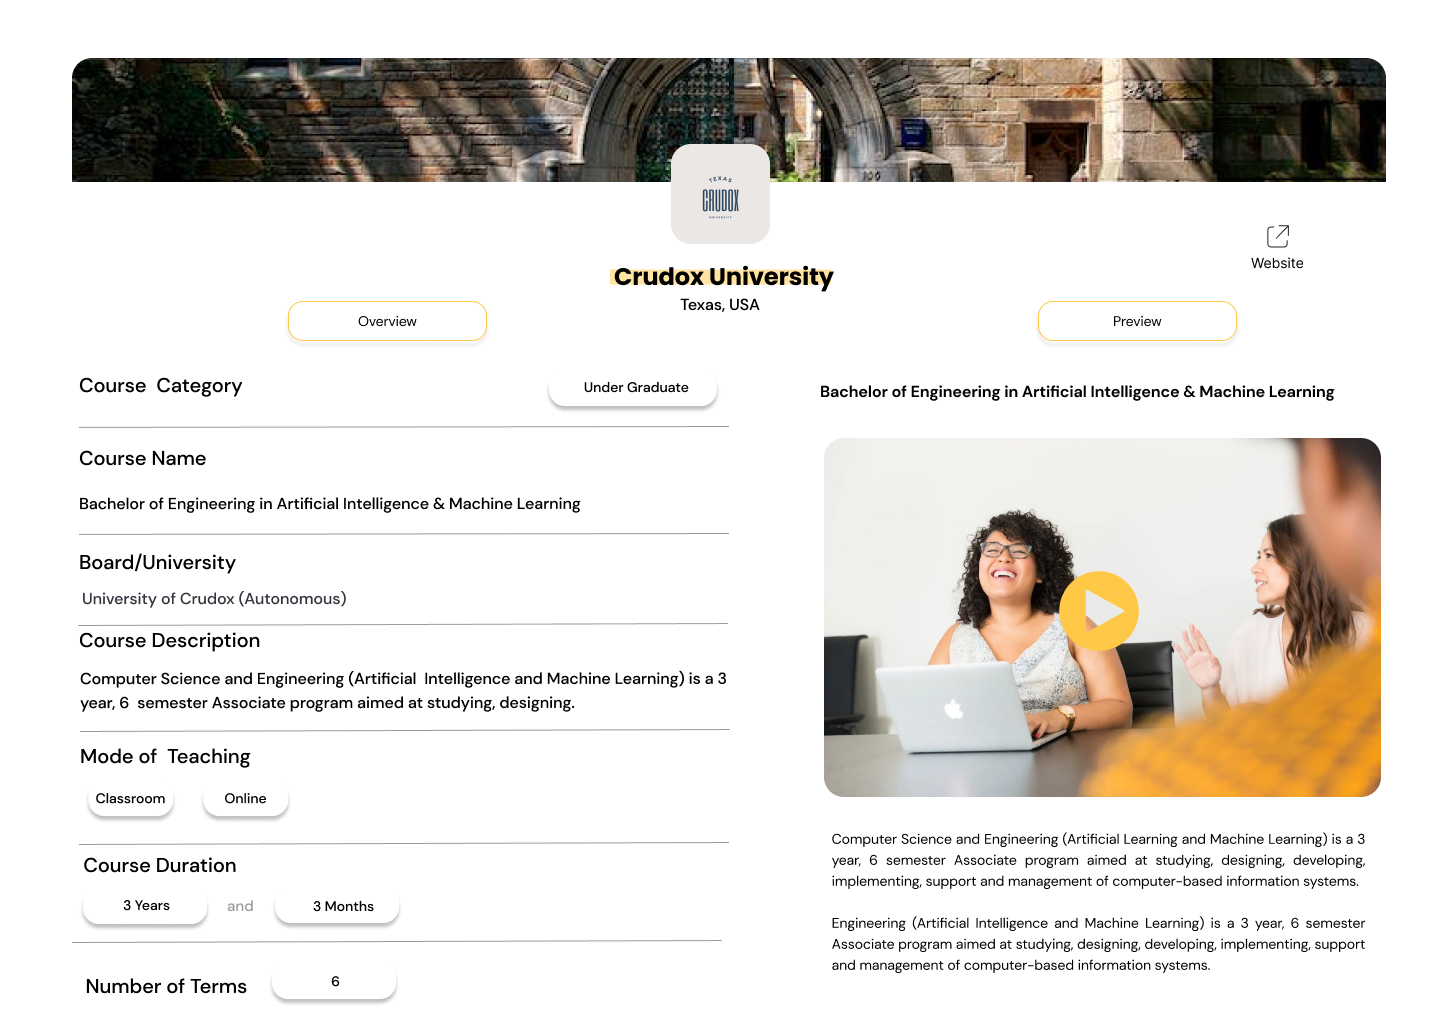 TEXAS
CRUDOX
UNIVERSITY
Website
Crudox University
Texas, USA
Overview
Preview
Course Category
Under Graduate
Course Name
Bachelor of Engineering in Artificial Intelligence & Machine Learning
Board/University
University of Crudox (Autonomous)
Course Description
Computer Science and Engineering (Artificial Intelligence and Machine Learning) is a 3
year, 6 semester Associate program aimed at studying, designing.
Mode of Teaching
Classroom
Online
Course Duration
3 Years and 3 Months
Number of Terms
6
Bachelor of Engineering in Artificial Intelligence & Machine Learning
Computer Science and Engineering (Artificial Learning and Machine Learning) is a 3
year, 6 semester Associate program aimed at studying, designing, developing,
implementing, support and management of computer-based information systems.
Engineering (Artificial Intelligence and Machine Learning) is a 3 year, 6 semester
Associate program aimed at studying, designing, developing, implementing, support
and management of computer-based information systems.